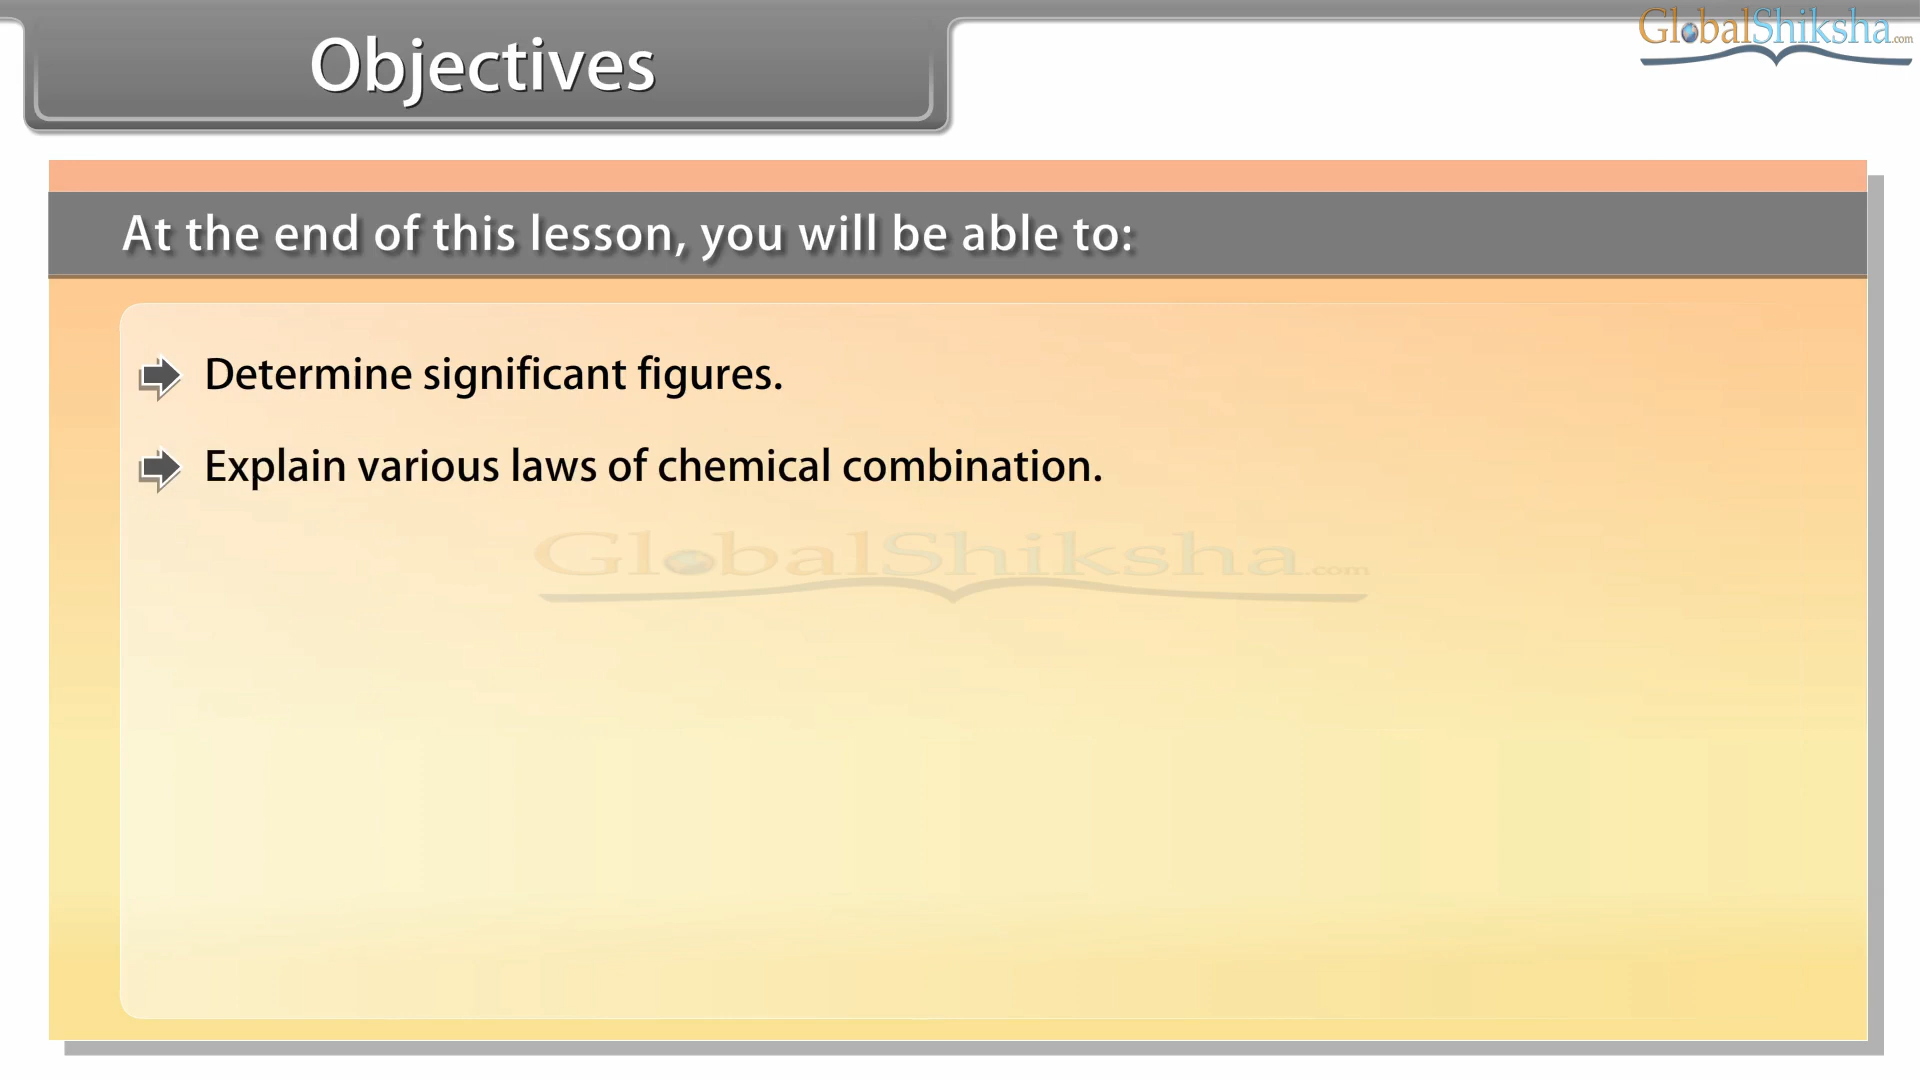 Objectives
GlobalShiksha.com
At the end of this lesson, you will be able to:
Determine significant figures.
Explain various laws of chemical combination.
GlobalShiksha.com